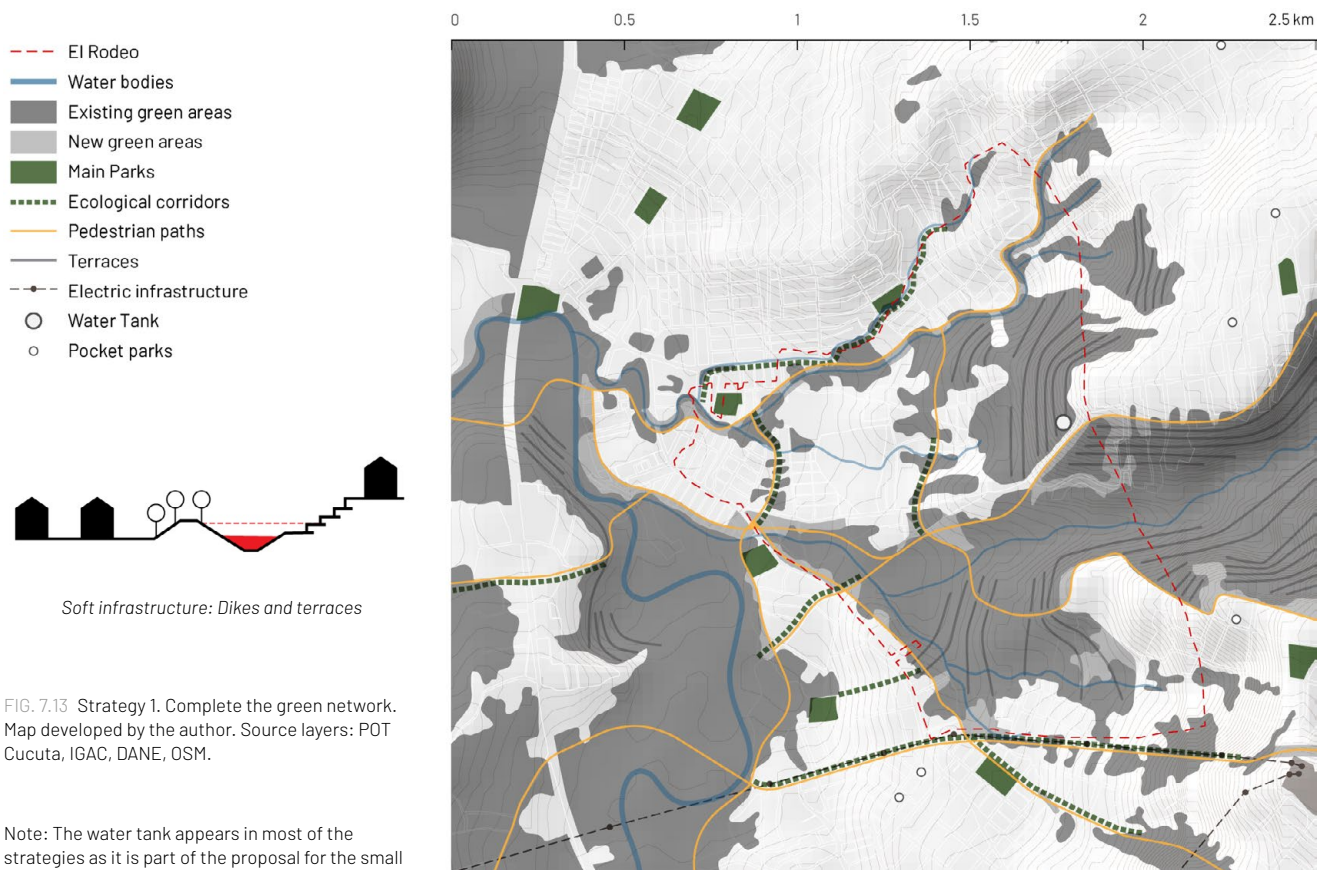 0 0.5 1 1.5 2 2.5 km
El Rodeo
Water bodies
Existing green areas
New green areas
Main Parks
Ecological corridors
Pedestrian paths
Terraces
Electric infrastructure
Water Tank
Pocket parks
Soft infrastructure: Dikes and terraces
FIG. 7.13 Strategy 1. Complete the green network.
Map developed by the author. Source layers: POT
Cucuta, IGAC, DANE, OSM.
Note: The water tank appears in most of the
strategies as it is part of the proposal for the small